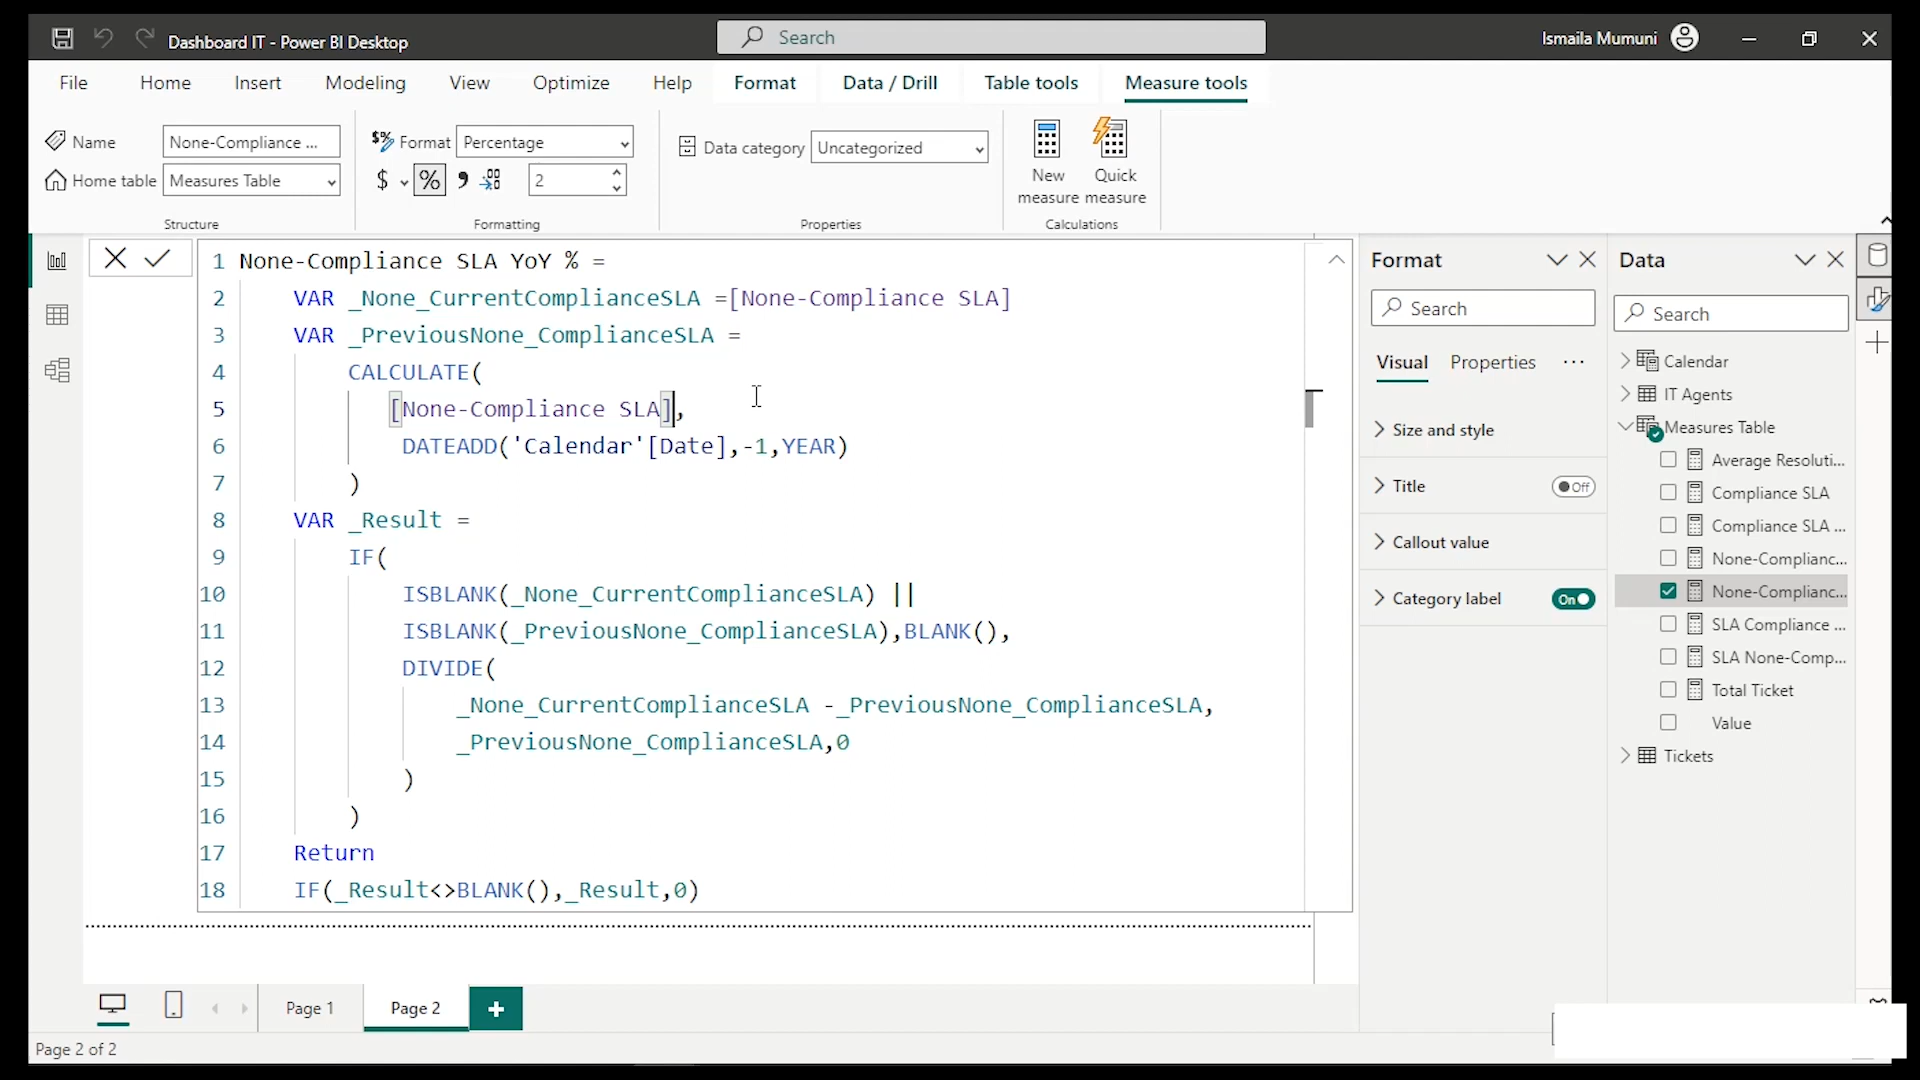 Dashboard IT - Power BI Desktop
Search
Ismaila Mumuni
File Home Insert Modeling View Optimize Help Format Data / Drill Table tools Measure tools
Name None-Compliance ...
Home table Measures Table
Structure
$% Format Percentage
$ % 2
Formatting
Data category Uncategorized
Properties
New measure
Quick measure
Calculations
1 None-Compliance SLA YoY % =
2 VAR _None_CurrentComplianceSLA =[None-Compliance SLA]
3 VAR _PreviousNone_ComplianceSLA =
4 CALCULATE(
5 [None-Compliance SLA],
6 DATEADD('Calendar'[Date],-1,YEAR)
7 )
8 VAR _Result =
9 IF(
10 ISBLANK(_None_CurrentComplianceSLA) ||
11 ISBLANK(_PreviousNone_ComplianceSLA),BLANK(),
12 DIVIDE(
13 _None_CurrentComplianceSLA -_PreviousNone_ComplianceSLA,
14 _PreviousNone_ComplianceSLA,0
15 )
16 )
17 Return
18 IF(_Result<>BLANK(),_Result,0)
Format
Search
Visual Properties ...
Size and style
Title Off
Callout value
Category label On
Data
Search
Calendar
IT Agents
Measures Table
Average Resoluti...
Compliance SLA
Compliance SLA ...
None-Complianc...
None-Complianc...
SLA Compliance ...
SLA None-Comp...
Total Ticket
Value
Tickets
Page 1 Page 2
Page 2 of 2